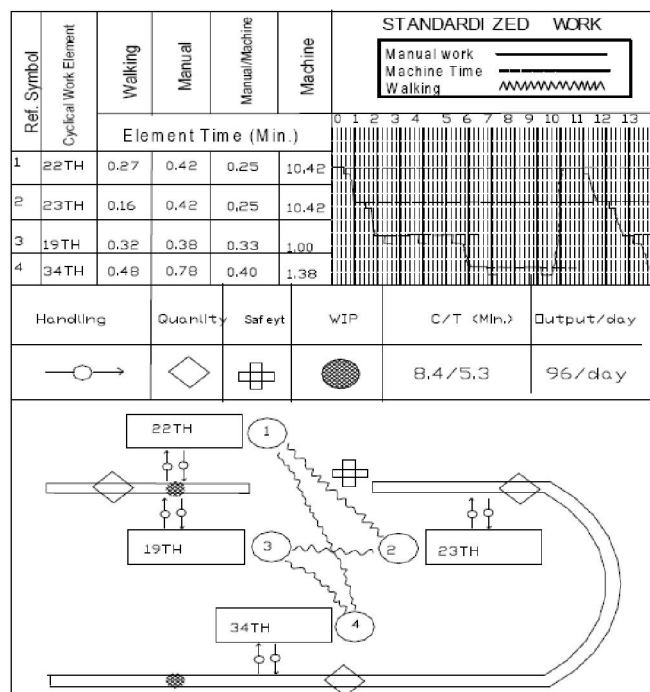 STANDARDIZED WORK
Ref. Symbol
Cyclical Work Element
Walking
Manual
Manual/Machine
Machine
Manual work
Machine Time
Walking
Element Time (Min.)
0 1 2 3 4 5 6 7 8 9 10 11 12 13
1 22TH 0.27 0.42 0.25 10.42
2 23TH 0.16 0.42 0.25 10.42
3 19TH 0.32 0.38 0.33 1.00
4 34TH 0.48 0.78 0.40 1.38
Handling Quanlity Safeyt WIP C/T (Min.) Output/day
8.4/5.3 96/day
22TH 1
19TH 3 2 23TH
34TH 4